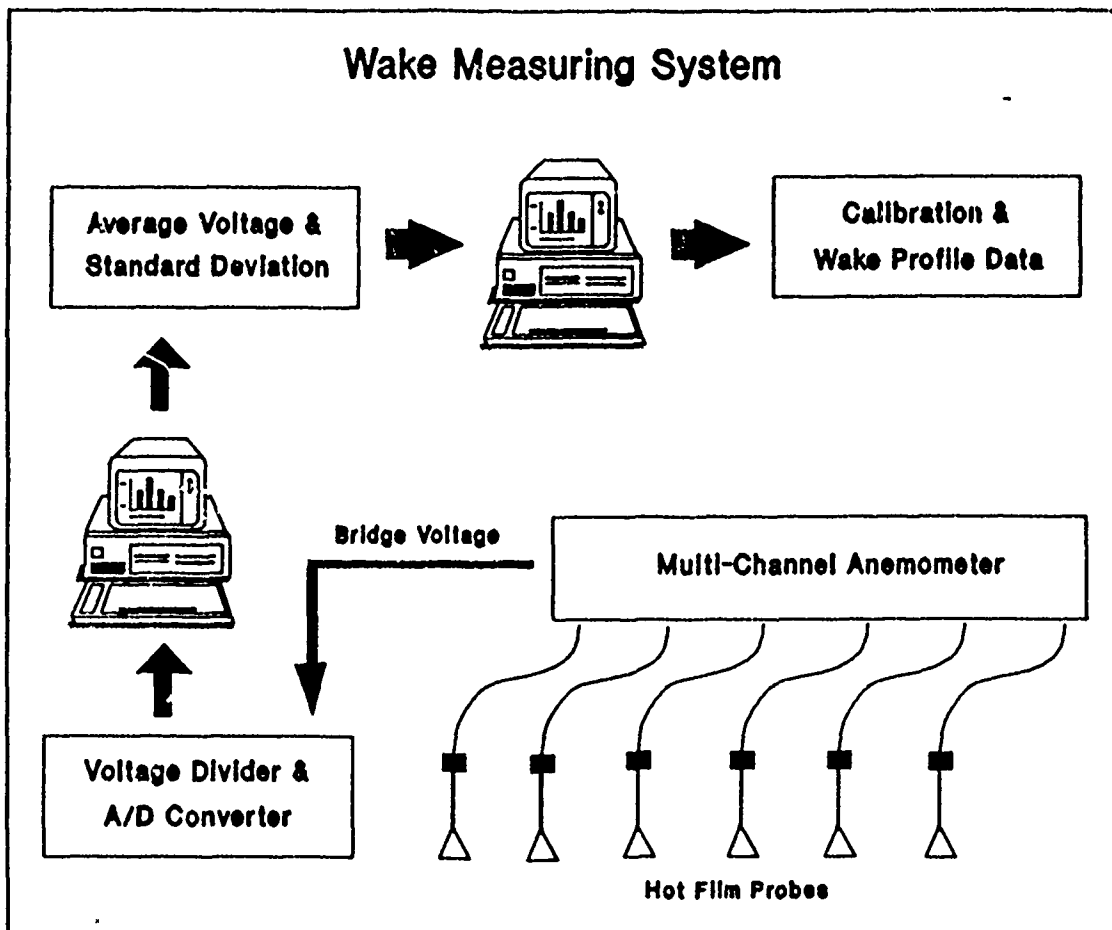 Wake Measuring System
Average Voltage &
Standard Deviation
Calibration &
Wake Profile Data
Bridge Voltage
Multi-Channel Anemometer
Voltage Divider &
A/D Converter
Hot Film Probes